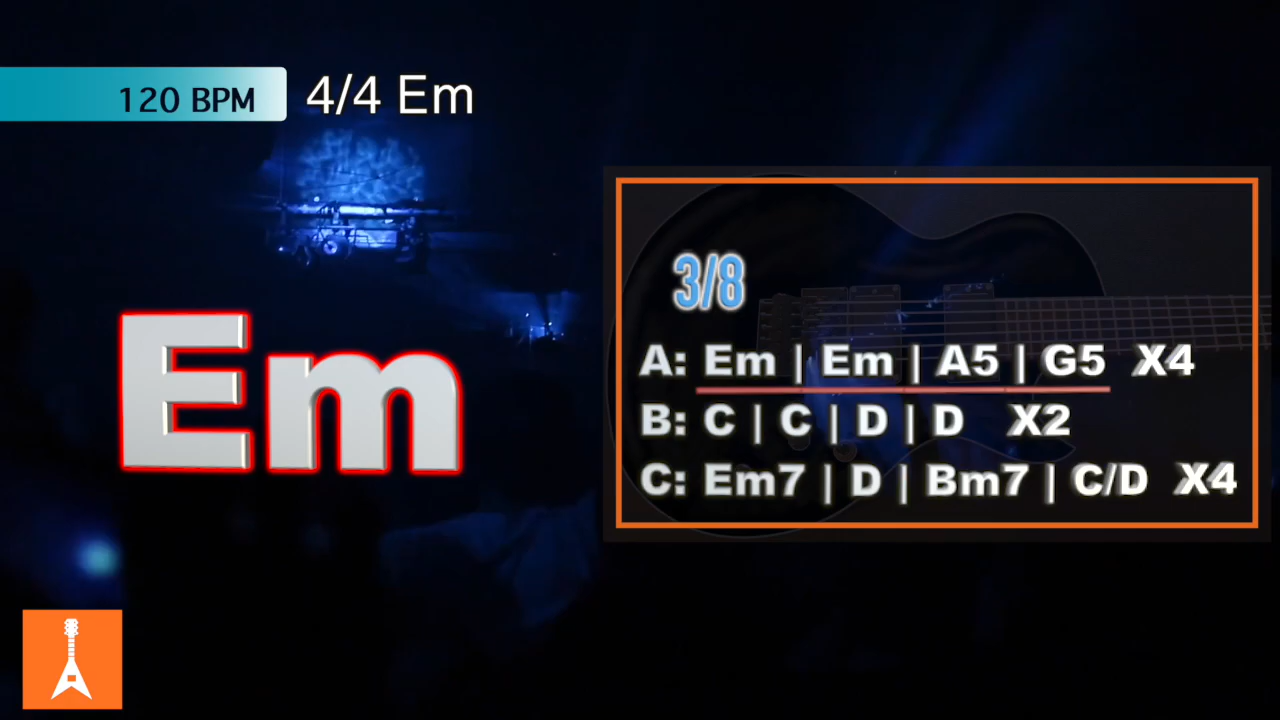 120 BPM 4/4 Em
Em
3/8
A: Em | Em | A5 | G5 X4
B: C | C | D | D X2
C: Em7 | D | Bm7 | C/D X4